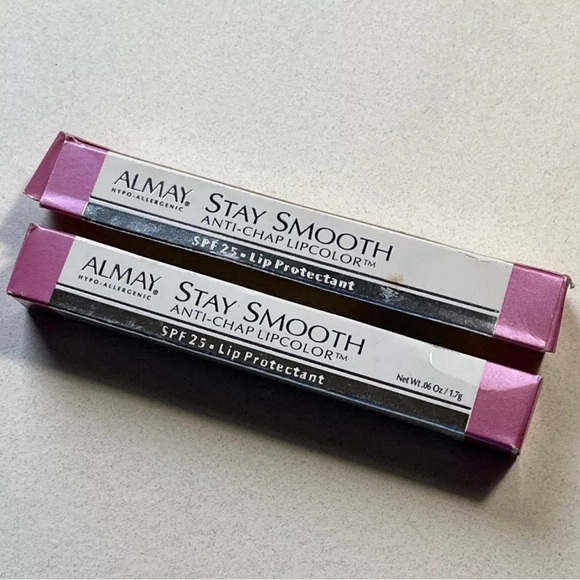 ALMAY®
HYPO-ALLERGENIC
STAY SMOOTH
ANTI-CHAP LIPCOLOR™
SPF 25 • Lip Protectant
ALMAY®
HYPO-ALLERGENIC
STAY SMOOTH
ANTI-CHAP LIPCOLOR™
SPF 25 • Lip Protectant
Net Wt .06 Oz / 1.7g